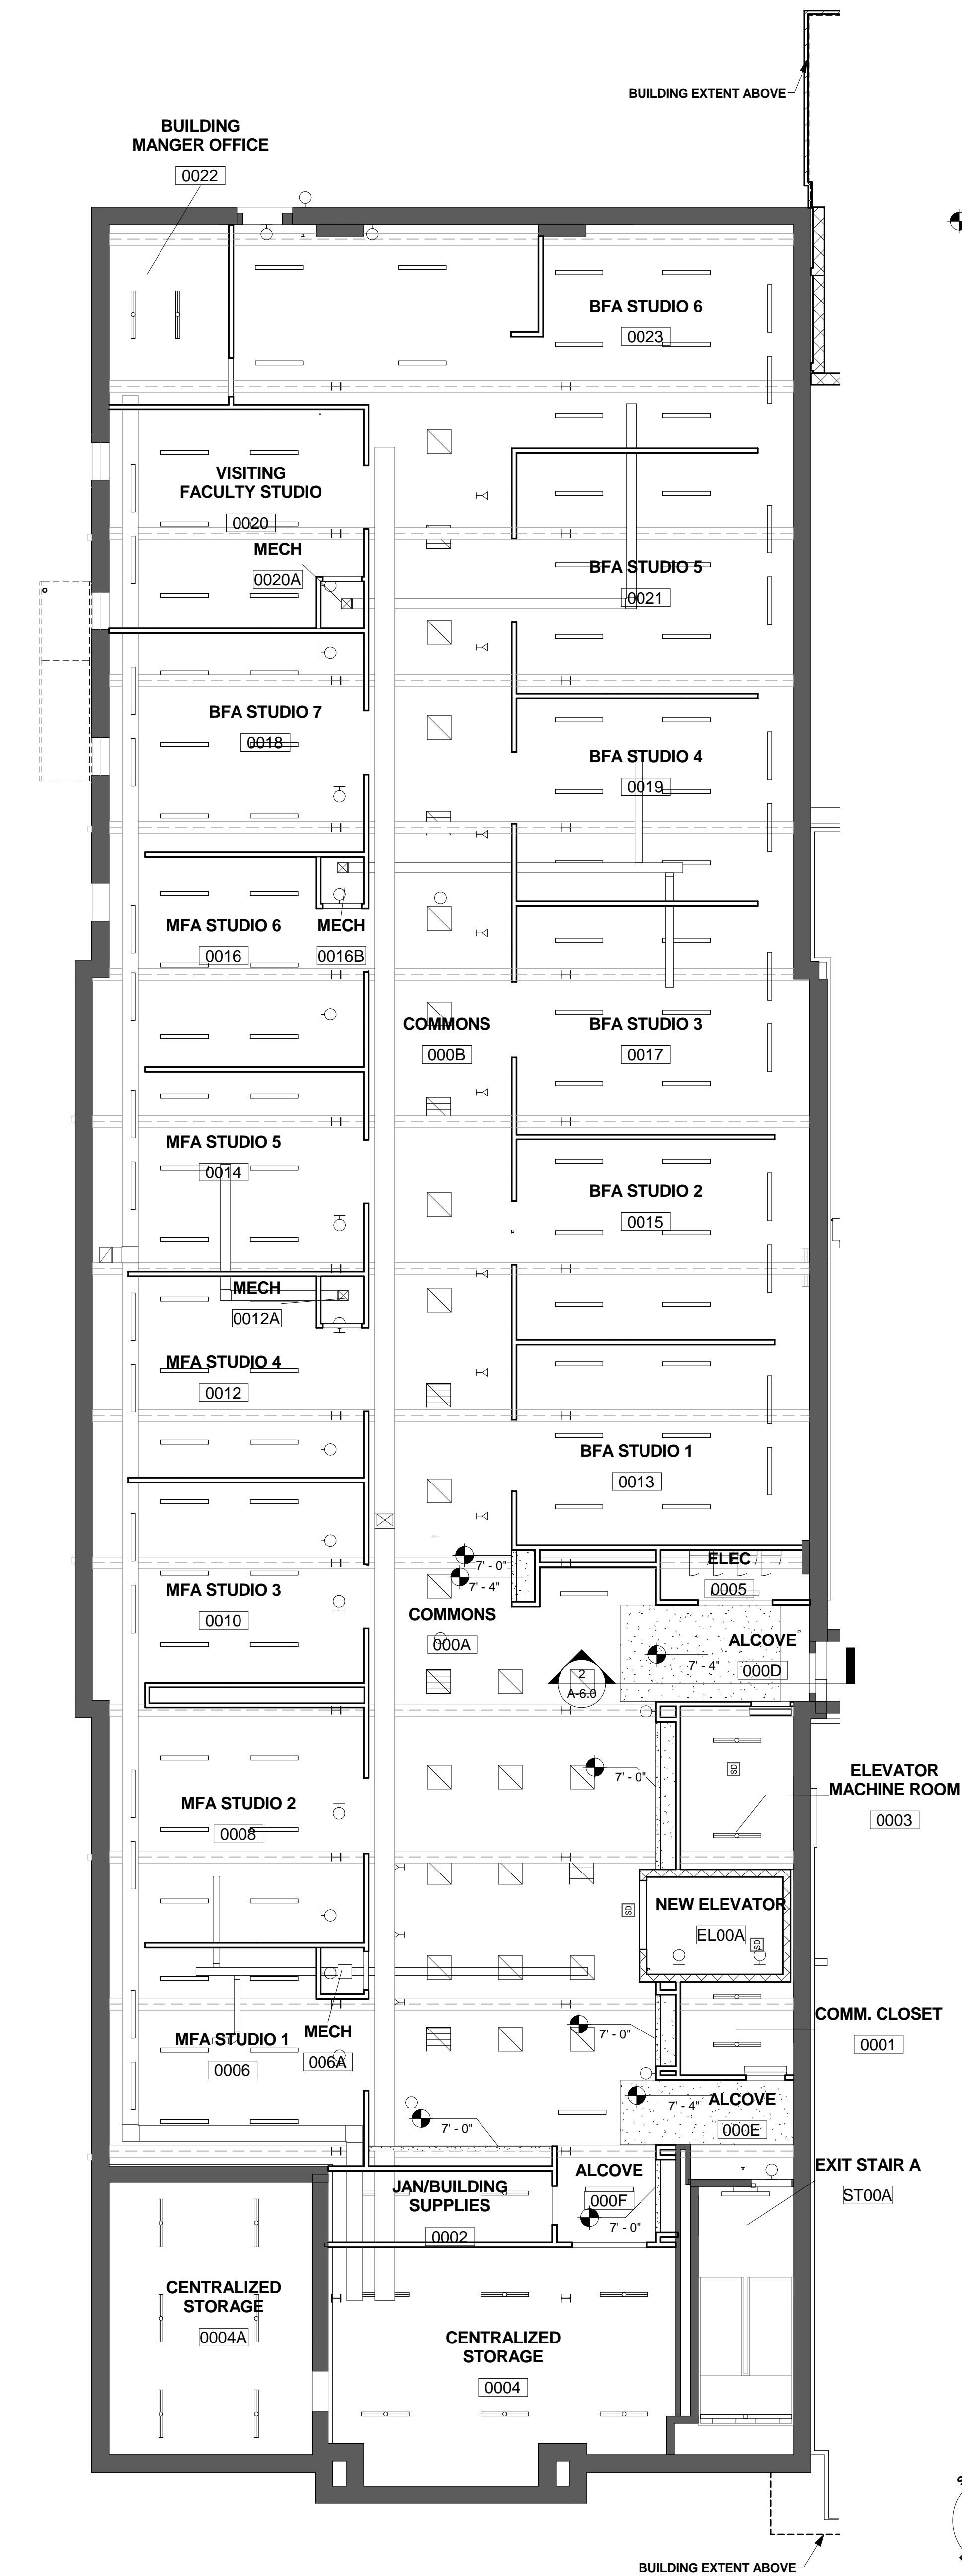 BUILDING EXTENT ABOVE
BUILDING
MANGER OFFICE
0022
BFA STUDIO 6
0023
VISITING
FACULTY STUDIO
0020
MECH
0020A
BFA STUDIO 5
0021
BFA STUDIO 7
0018
BFA STUDIO 4
0019
MFA STUDIO 6
0016
MECH
0016B
COMMONS
000B
BFA STUDIO 3
0017
MFA STUDIO 5
0014
BFA STUDIO 2
0015
MECH
0012A
MFA STUDIO 4
0012
BFA STUDIO 1
0013
7' - 0"
7' - 4"
ELEC
0005
MFA STUDIO 3
0010
COMMONS
000A
ALCOVE
000D
7' - 4"
2
A-6.0
7' - 0"
SD
ELEVATOR
MACHINE ROOM
0003
MFA STUDIO 2
0008
NEW ELEVATOR
EL00A
SD
SD
MFA STUDIO 1
0006
MECH
006A
7' - 0"
COMM. CLOSET
0001
7' - 4"
ALCOVE
000E
7' - 0"
EXIT STAIR A
ST00A
ALCOVE
000F
7' - 0"
JAN/BUILDING
SUPPLIES
0002
CENTRALIZED
STORAGE
0004A
CENTRALIZED
STORAGE
0004
BUILDING EXTENT ABOVE